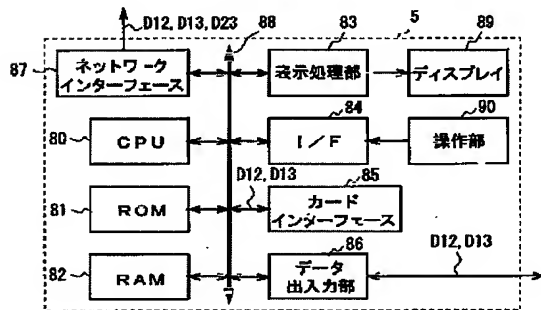 D12, D13, D23
88
83
5
89
87
ネットワーク
インターフェース
表示処理部
ディスプレイ
84
90
80
CPU
I/F
操作部
D12, D13
85
81
ROM
カード
インターフェース
86
D12, D13
82
RAM
データ
出入力部